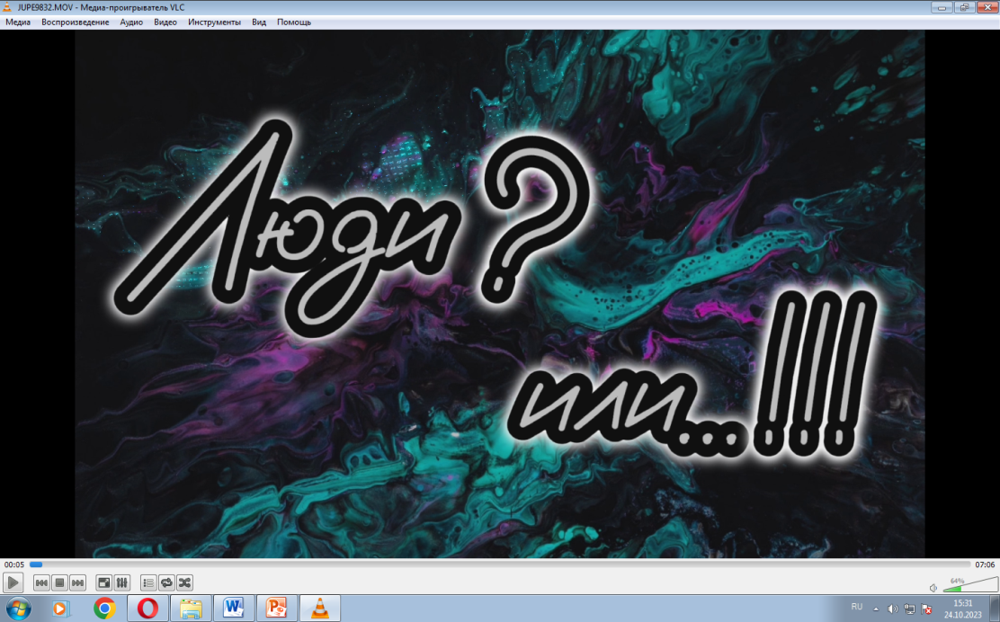 JUPE9832.MOV - Медиа-проигрыватель VLC
Медиа Воспроизведение Аудио Видео Инструменты Вид Помощь
Люди?
или...!!!
00:05 07:06
64%
RU 15:31
24.10.2023